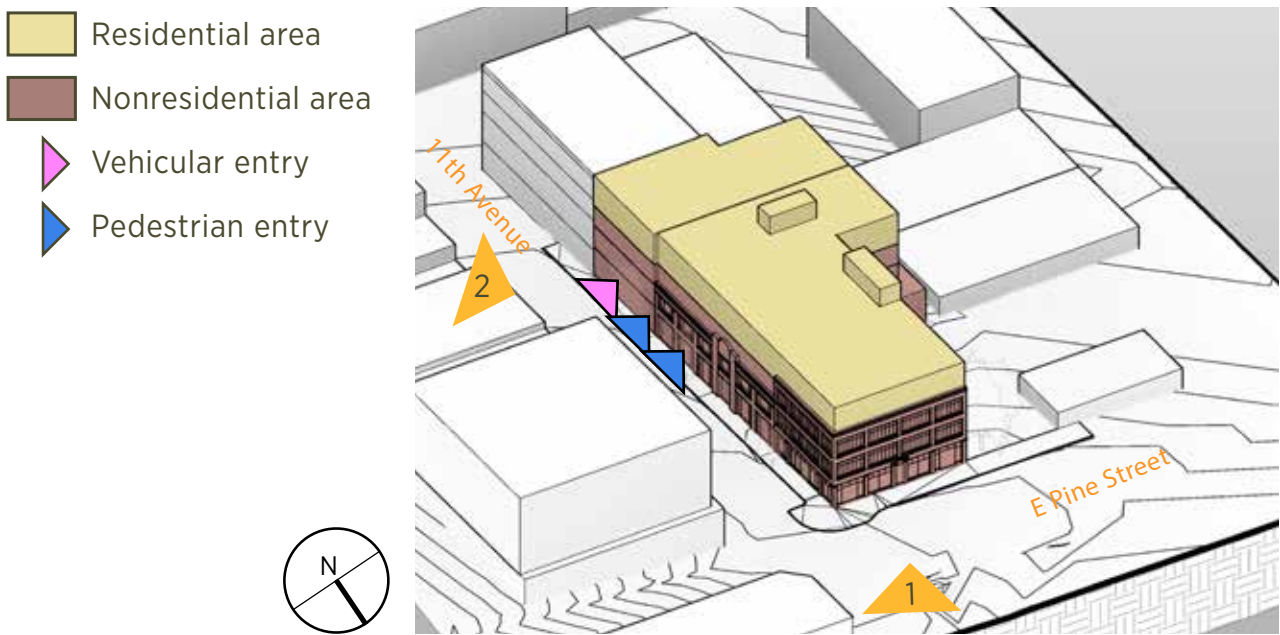 Residential area
Nonresidential area
Vehicular entry
Pedestrian entry
11th Avenue
2
E Pine Street
1
N